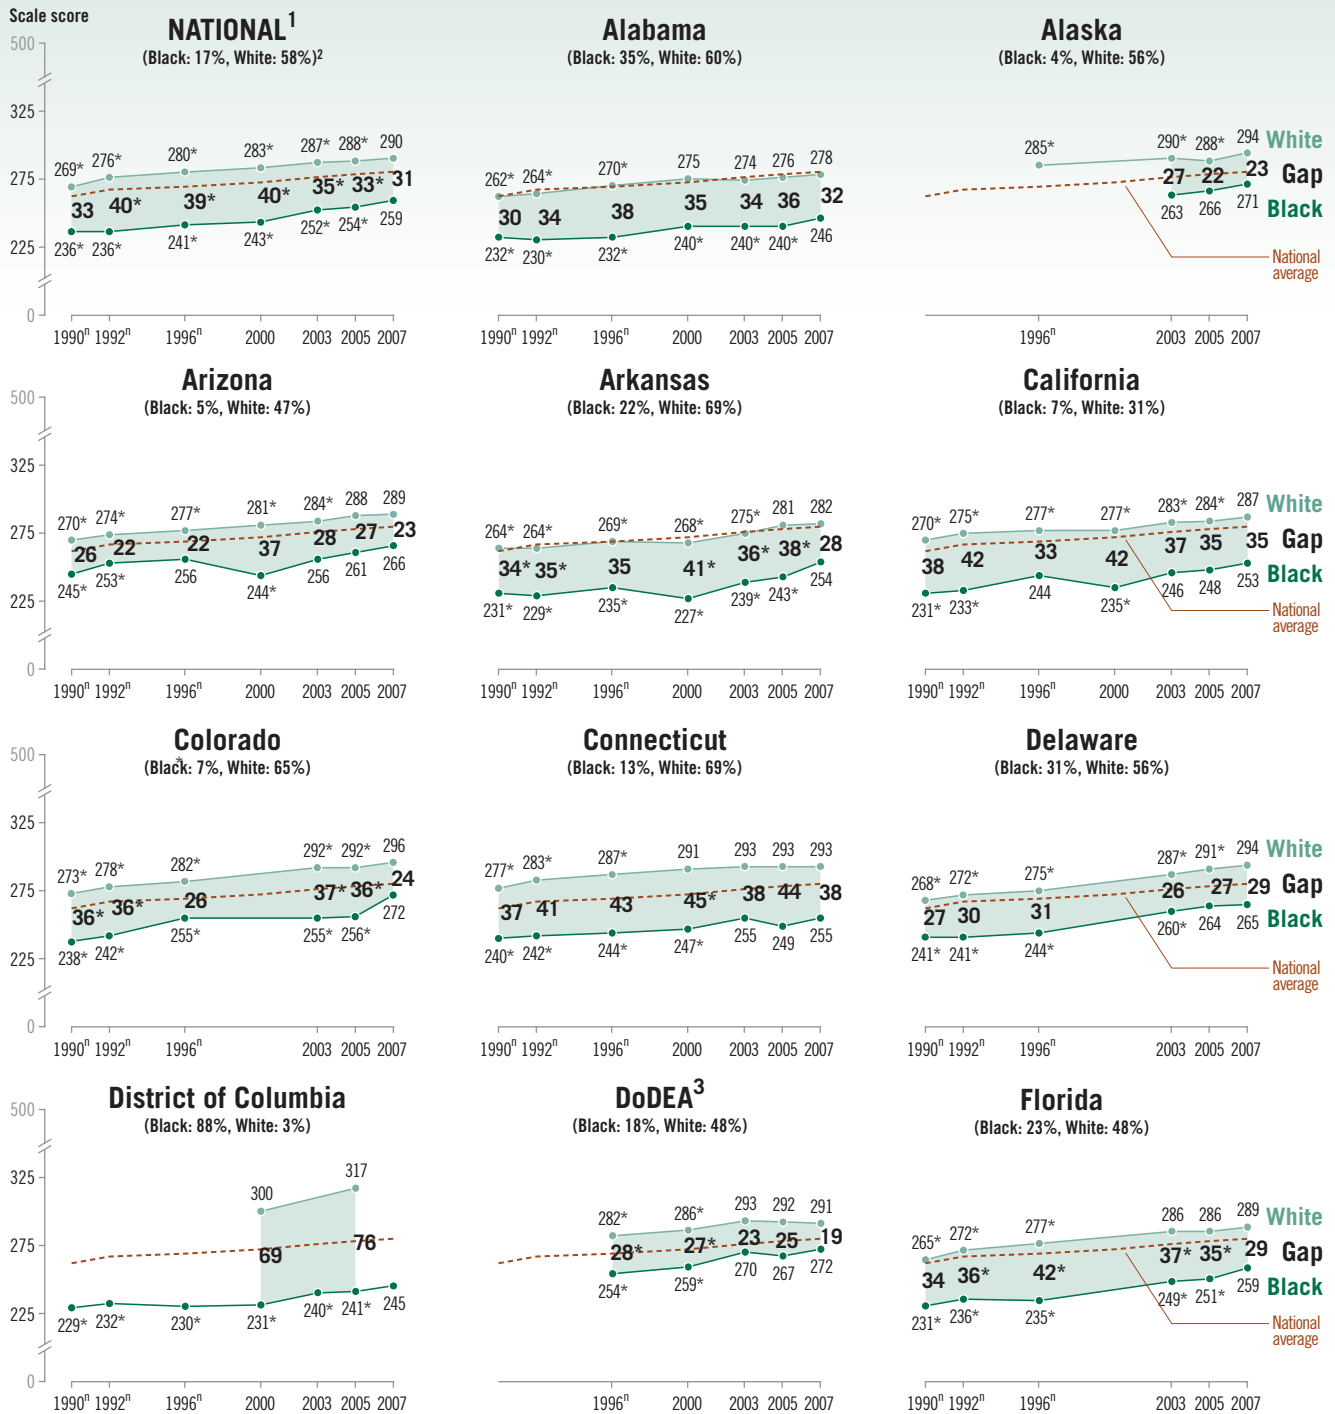 Scale score
NATIONAL1
(Black: 17%, White: 58%)2
500
325
275
225
0
269* 276* 280* 283* 287* 288* 290
33 40* 39* 40* 35* 33* 31
236* 236* 241* 243* 252* 254* 259
1990n 1992n 1996n 2000 2003 2005 2007
Alabama
(Black: 35%, White: 60%)
262* 264* 270* 275 274 276 278
30 34 38 35 34 36 32
232* 230* 232* 240* 240* 240* 246
1990n 1992n 1996n 2000 2003 2005 2007
Alaska
(Black: 4%, White: 56%)
285* 290* 288* 294
27 22 23
263 266 271
White
Gap
Black
National
average
1996n 2003 2005 2007
Arizona
(Black: 5%, White: 47%)
500
325
275
225
0
270* 274* 277* 281* 284* 288 289
26 22 22 37 28 27 23
245* 253* 256 244* 256 261 266
1990n 1992n 1996n 2000 2003 2005 2007
Arkansas
(Black: 22%, White: 69%)
264* 264* 269* 268* 275* 281 282
34* 35* 35 41* 36* 38* 28
231* 229* 235* 227* 239* 243* 254
1990n 1992n 1996n 2000 2003 2005 2007
California
(Black: 7%, White: 31%)
270* 275* 277* 277* 283* 284* 287
38 42 33 42 37 35 35
231* 233* 244 235* 246 248 253
White
Gap
Black
National
average
1990n 1992n 1996n 2000 2003 2005 2007
Colorado
*
(Black: 7%, White: 65%)
500
325
275
225
0
273* 278* 282* 292* 292* 296
36* 36* 26 37* 36* 24
238* 242* 255* 255* 256* 272
1990n 1992n 1996n 2003 2005 2007
Connecticut
(Black: 13%, White: 69%)
277* 283* 287* 291 293 293 293
37 41 43 45* 38 44 38
240* 242* 244* 247* 255 249 255
1990n 1992n 1996n 2000 2003 2005 2007
Delaware
(Black: 31%, White: 56%)
268* 272* 275* 287* 291* 294
27 30 31 26 27 29
241* 241* 244* 260* 264 265
White
Gap
Black
National
average
1990n 1992n 1996n 2003 2005 2007
District of Columbia
(Black: 88%, White: 3%)
500
325
275
225
0
300 317
69 76
229* 232* 230* 231* 240* 241* 245
1990n 1992n 1996n 2000 2003 2005 2007
DoDEA3
(Black: 18%, White: 48%)
282* 286* 293 292 291
28* 27* 23 25 19
254* 259* 270 267 272
1996n 2000 2003 2005 2007
Florida
(Black: 23%, White: 48%)
265* 272* 277* 286 286 289
34 36* 42* 37* 35* 29
231* 236* 235* 249* 251* 259
White
Gap
Black
National
average
1990n 1992n 1996n 2003 2005 2007